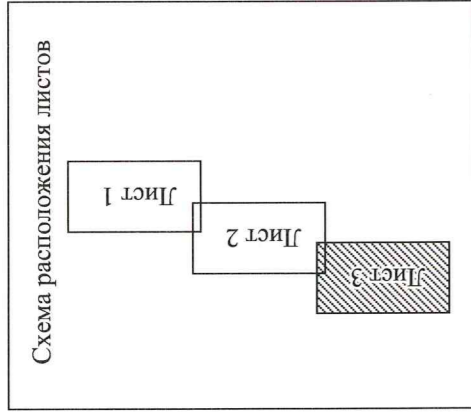 Схема расположения листов
Лист 1
Лист 2
Лист 3